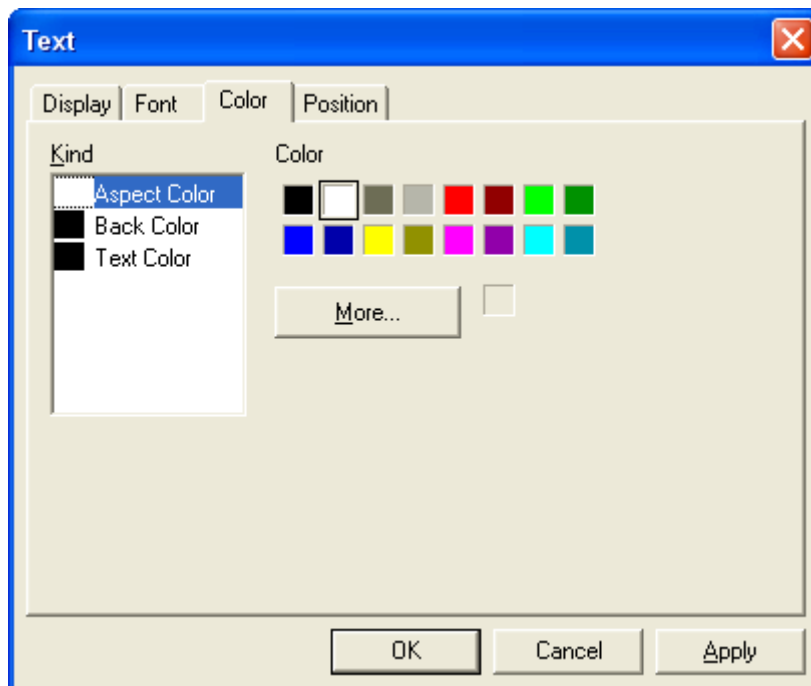 Text
Display Font Color Position
Kind Color
Aspect Color
Back Color
Text Color
More...
OK Cancel Apply